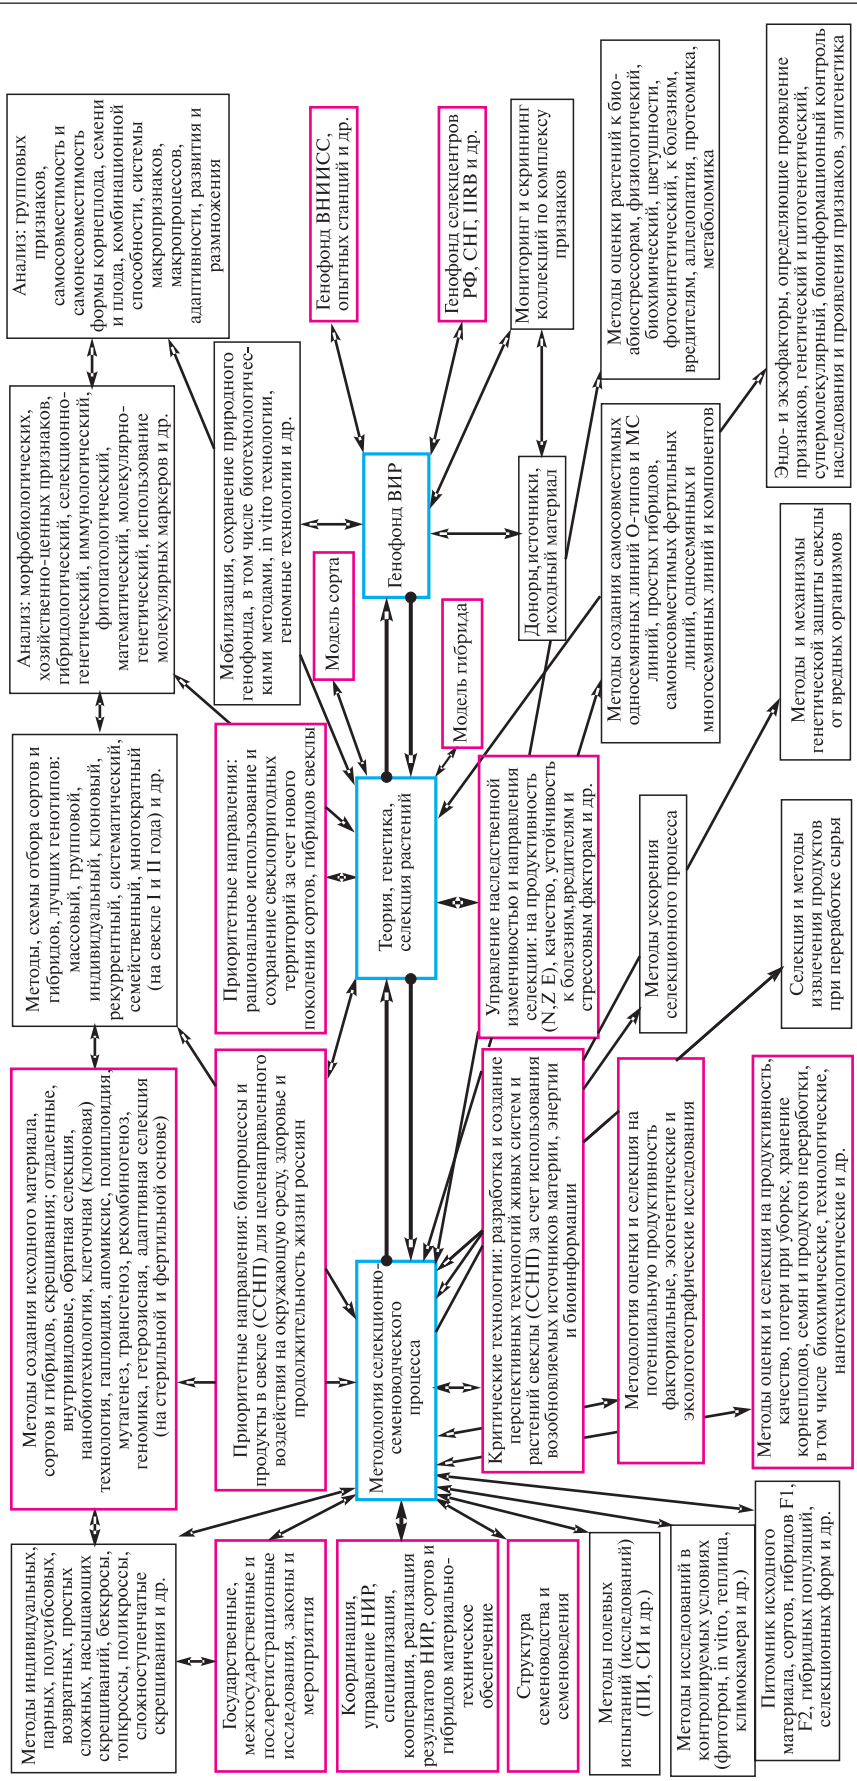 Методы индивидуальных,
парных, полусибсовых,
возвратных, простых
сложных, насыщающих
скрещиваний, беккросы,
топкроссы, поликроссы,
сложноступенчатые
скрещивания и др.
Методы создания исходного материала,
сортов и гибридов, скрещивания; отдаленные,
внутривидовые, обратная селекция,
нанобиотехнология, клеточная (клоновая)
технология, гаплоидия, апомиксис, полиплоидия,
мутагенез, трансгеноз, рекомбиногеноз,
геномика, гетерозисная, адаптивная селекция
(на стерильной и фертильной основе)
Методы, схемы отбора сортов и
гибридов, лучших генотипов:
массовый, групповой,
индивидуальный, клоновый,
рекуррентный, систематический,
семейственный, многократный
(на свекле I и II года) и др.
Анализ: морфобиологических,
хозяйственно-ценных признаков,
гибридологический, селекционно-
генетический, иммунологический,
фитопатологический,
математический, молекулярно-
генетический, использование
молекулярных маркеров и др.
Анализ: групповых
признаков,
самосовместимость и
самонесовместимость
формы корнеплода, семени
и плода, комбинационной
способности, системы
макропризнаков,
макропроцессов,
адаптивности, развития и
размножения
Государственные,
межгосударственные и
послерегистрационные
исследования, законы и
мероприятия
Приоритетные направления: биопроцессы и
продукты в свекле (ССНП) для целенаправленного
воздействия на окружающую среду, здоровье и
продолжительность жизни россиян
Приоритетные направления:
рациональное использование и
сохранение свеклопригодных
территорий за счет нового
поколения сортов, гибридов свеклы
Мобилизация, сохранение природного
генофонда, в том числе биотехнологичес-
кими методами, in vitro технологии,
геномные технологии и др.
Модель сорта
Генофонд ВНИИСС,
опытных станций и др.
Координация,
управление НИР,
специализация,
кооперация, реализация
результатов НИР, сортов и
гибридов материально-
техническое
обеспечение
Методология селекционно-
семеноводческого
процесса
Теория, генетика,
селекция растений
Генофонд ВИР
Генофонд селекцентров
РФ, СНГ, IIRB и др.
Модель гибрида
Структура
семеноводства и
семеноведения
Критические технологии: разработка и создание
перспективных технологий живых систем и
растений свеклы (ССНП) за счет использования
возобновляемых источников материи, энергии
и биоинформации
Управление наследственной
изменчивостью и направления
селекции: на продуктивность
(N,Z E), качество, устойчивость
к болезням,вредителям и
стрессовым факторам и др.
Доноры,источники,
исходный материал
Мониторинг и скрининг
коллекций по комплексу
признаков
Методы полевых
испытаний (исследований)
(ПИ, СИ и др.)
Методология оценки и селекция на
потенциальную продуктивность
факториальные, экогенетические и
экологогеографические исследования
Методы ускорения
селекционного процесса
Методы создания самосовместимых
односемянных линий О-типов и МС
линий, простых гибридов,
самонесовместимых фертильных
линий, односемянных и
многосемянных линий и компонентов
Методы оценки растений к био-
абиострессорам, физиологичекий,
биохимический, цветушности,
фотосинтетический, к болезням,
вредителям, аллелопатия, протеомика,
метаболомика
Методы исследований в
контролируемых условиях
(фитотрон, in vitro, теплица,
климокамера и др.)
Питомник исходного
материала, сортов, гибридов F1,
F2, гибридных популяций,
селекционных форм и др.
Методы оценки и селекция на продуктивность,
качество, потери при уборке, хранение
корнеплодов, семян и продуктов переработки,
в том числе биохимические, технологические,
нанотехнологические и др.
Селекция и методы
извлечения продуктов
при переработке сырья
Методы и механизмы
генетической защиты свеклы
от вредных организмов
Эндо- и экзофакторы, определяющие проявление
признаков, генетический и цитогенетический,
супермолекулярный, биоинформационный контроль
наследования и проявления признаков, эпигенетика